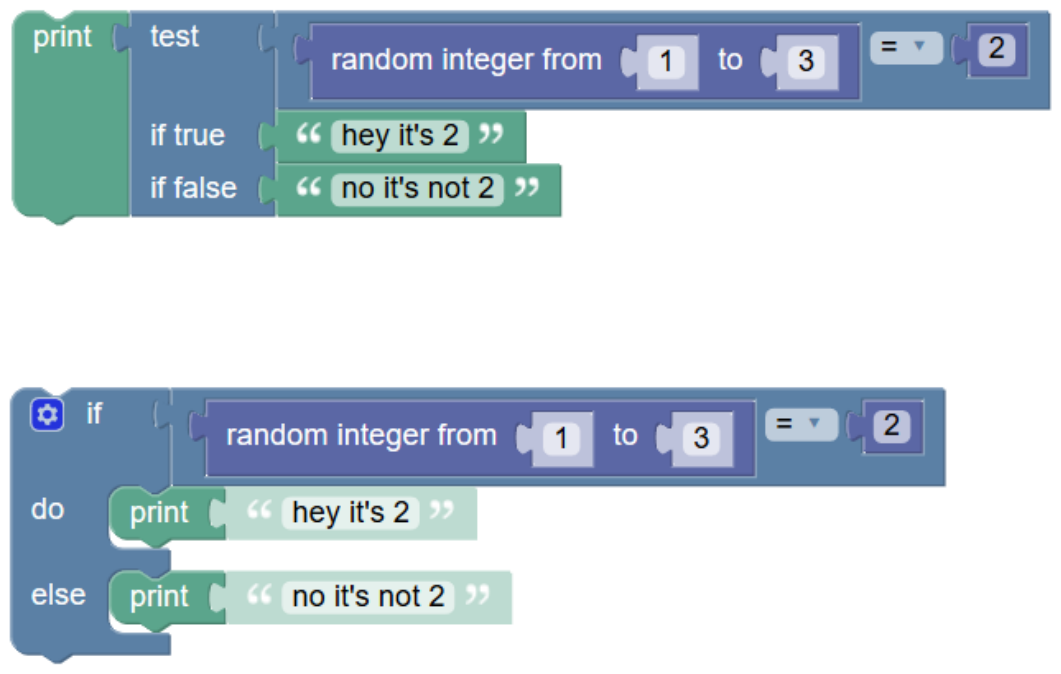 print test random integer from 1 to 3 = 2
if true “ hey it's 2 ”
if false “ no it's not 2 ”
if random integer from 1 to 3 = 2
do print “ hey it's 2 ”
else print “ no it's not 2 ”